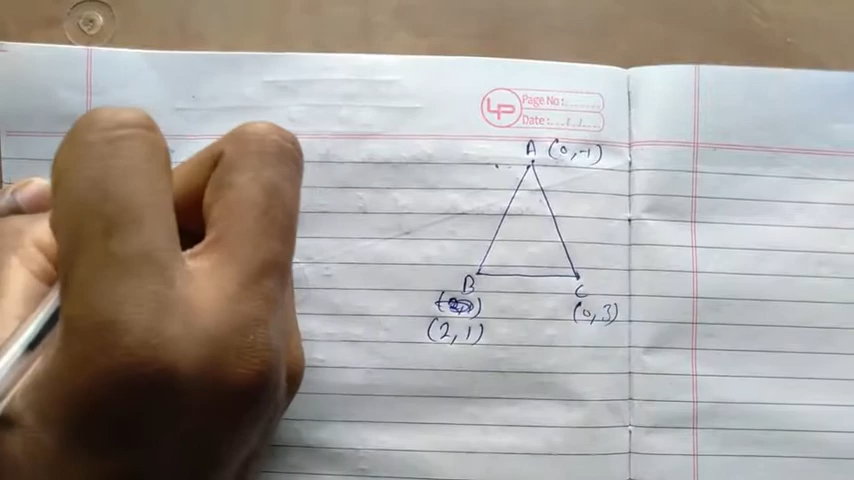 LP Page No:
Date: / /
A (0,-1)
B C
(2,1) (0,3)